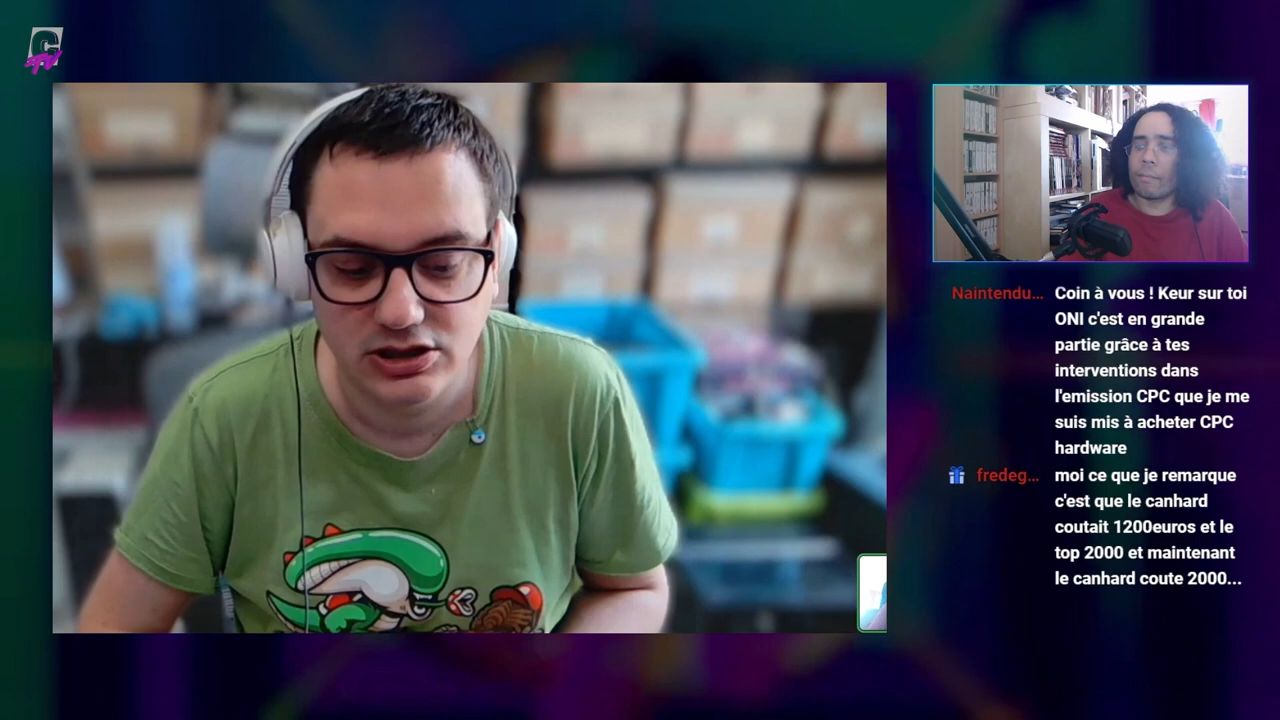 Naintendu... Coin à vous ! Keur sur toi
ONI c'est en grande
partie grâce à tes
interventions dans
l'emission CPC que je me
suis mis à acheter CPC
hardware
fredeg... moi ce que je remarque
c'est que le canhard
coutait 1200euros et le
top 2000 et maintenant
le canhard coute 2000...